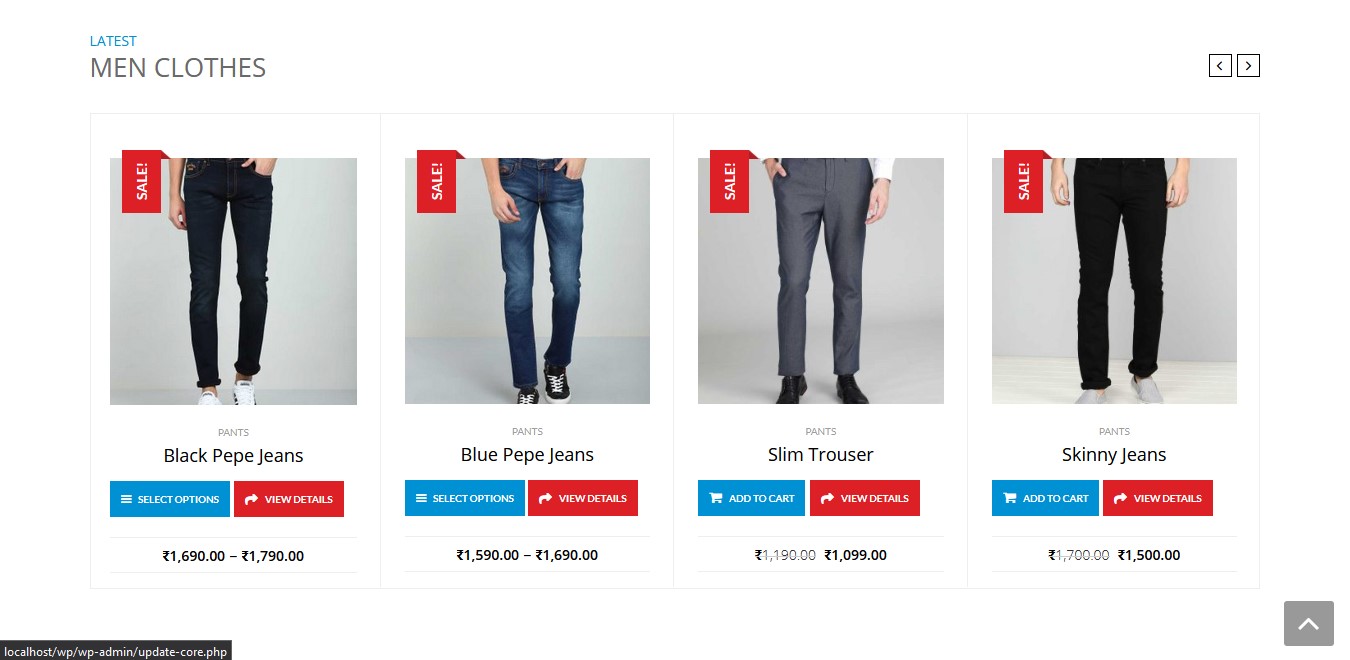 LATEST
MEN CLOTHES
SALE!
SALE!
SALE!
SALE!
PANTS
Black Pepe Jeans
SELECT OPTIONS
VIEW DETAILS
₹1,690.00 – ₹1,790.00
PANTS
Blue Pepe Jeans
SELECT OPTIONS
VIEW DETAILS
₹1,590.00 – ₹1,690.00
PANTS
Slim Trouser
ADD TO CART
VIEW DETAILS
₹1,190.00 ₹1,099.00
PANTS
Skinny Jeans
ADD TO CART
VIEW DETAILS
₹1,700.00 ₹1,500.00
localhost/wp/wp-admin/update-core.php